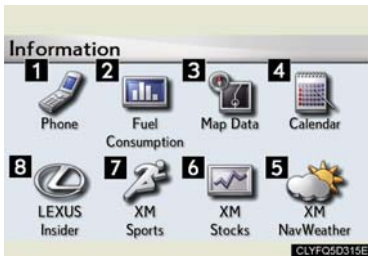 Information
1 2 3 4
Phone Fuel Consumption Map Data Calendar
8 7 6 5
LEXUS Insider XM Sports XM Stocks XM NavWeather
CLYFQ5D315E